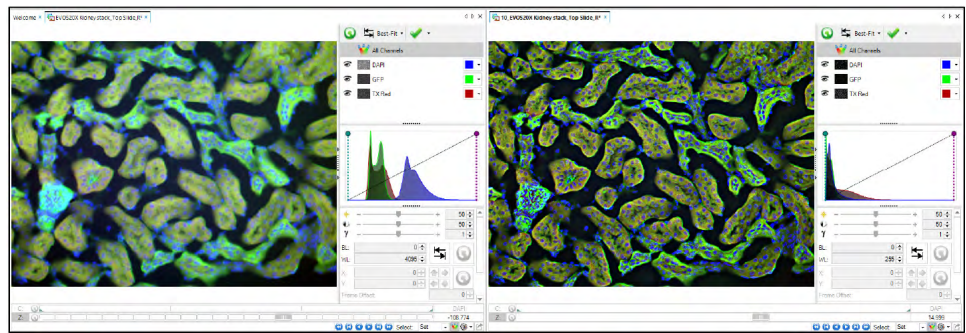 Welcome × EVOS20X Kidney stack_Top Slide_R* ×
Best-Fit
All Channels
DAPI
GFP
TX Red
50
50
γ 1
BL: 0
WL: 4095
X: 0
Y: 0
Frame Offset: 0
C: DAPI
Z: -108.774
Select: Set
10_EVOS20X Kidney stack_Top Slide_R* ×
Best-Fit
All Channels
DAPI
GFP
TX Red
50
50
γ 1
BL: 0
WL: 255
X: 0
Y: 0
Frame Offset: 0
C: DAPI
Z: 14.999
Select: Set